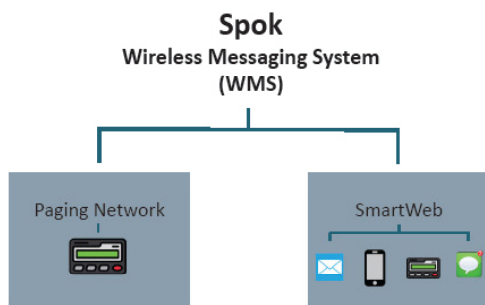 Spok
Wireless Messaging System
(WMS)
Paging Network
SmartWeb